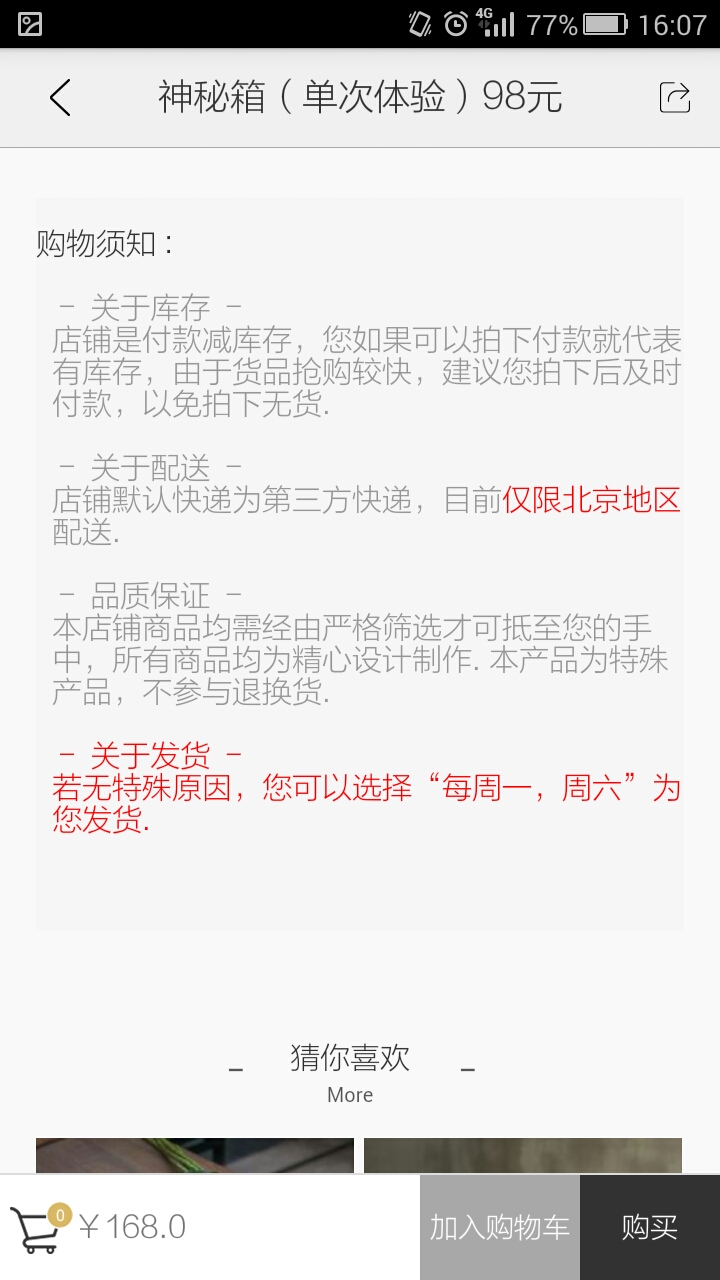 4G
77%
16:07
神秘箱（单次体验）98元
购物须知：
－ 关于库存 －
店铺是付款减库存，您如果可以拍下付款就代表
有库存，由于货品抢购较快，建议您拍下后及时
付款，以免拍下无货.
－ 关于配送 －
店铺默认快递为第三方快递，目前仅限北京地区
配送.
－ 品质保证 －
本店铺商品均需经由严格筛选才可抵至您的手
中，所有商品均为精心设计制作. 本产品为特殊
产品，不参与退换货.
－ 关于发货 －
若无特殊原因，您可以选择“每周一，周六”为
您发货.
猜你喜欢
More
0
￥168.0
加入购物车
购买